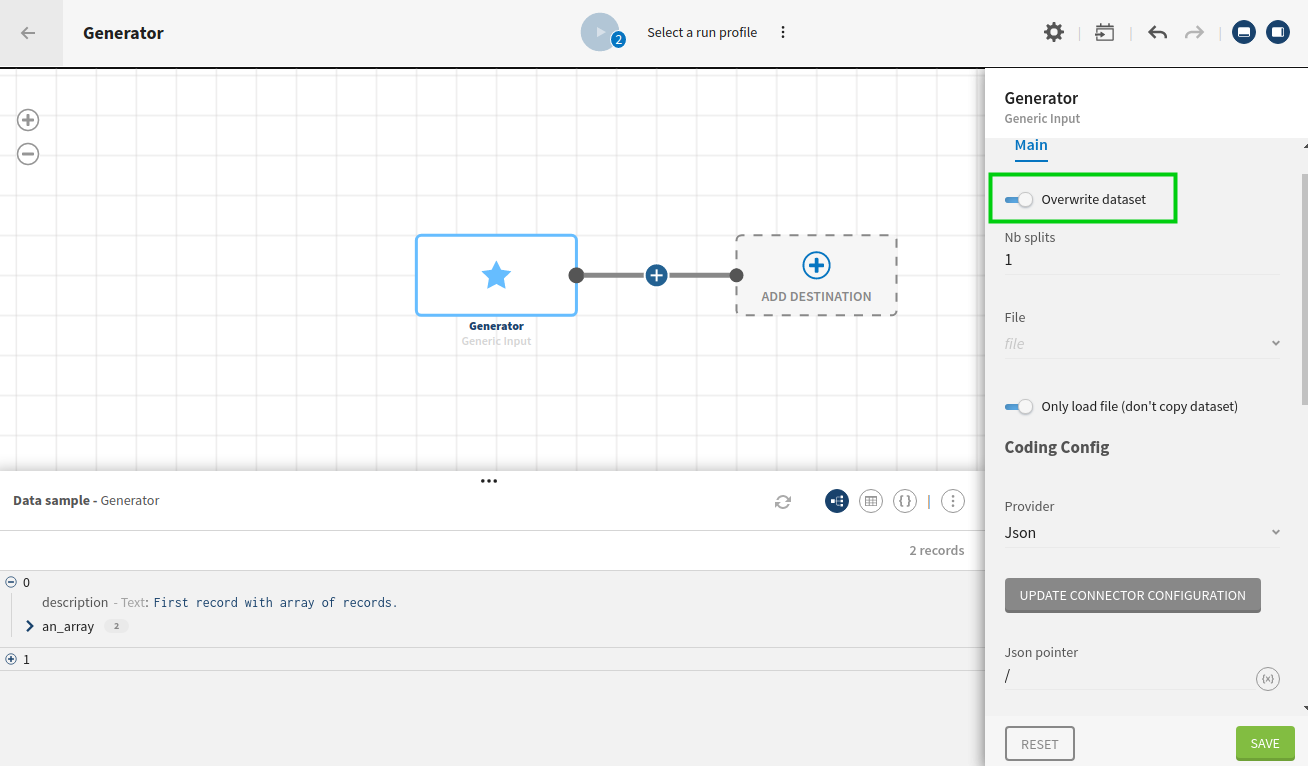 Generator
2
Select a run profile
Generator
Generic Input
Main
Overwrite dataset
Nb splits
1
File
file
Only load file (don't copy dataset)
Coding Config
Provider
Json
UPDATE CONNECTOR CONFIGURATION
Json pointer
/
{x}
RESET
SAVE
ADD DESTINATION
Generator
Generic Input
Data sample - Generator
{ }
2 records
0
description - Text: First record with array of records.
an_array 2
1